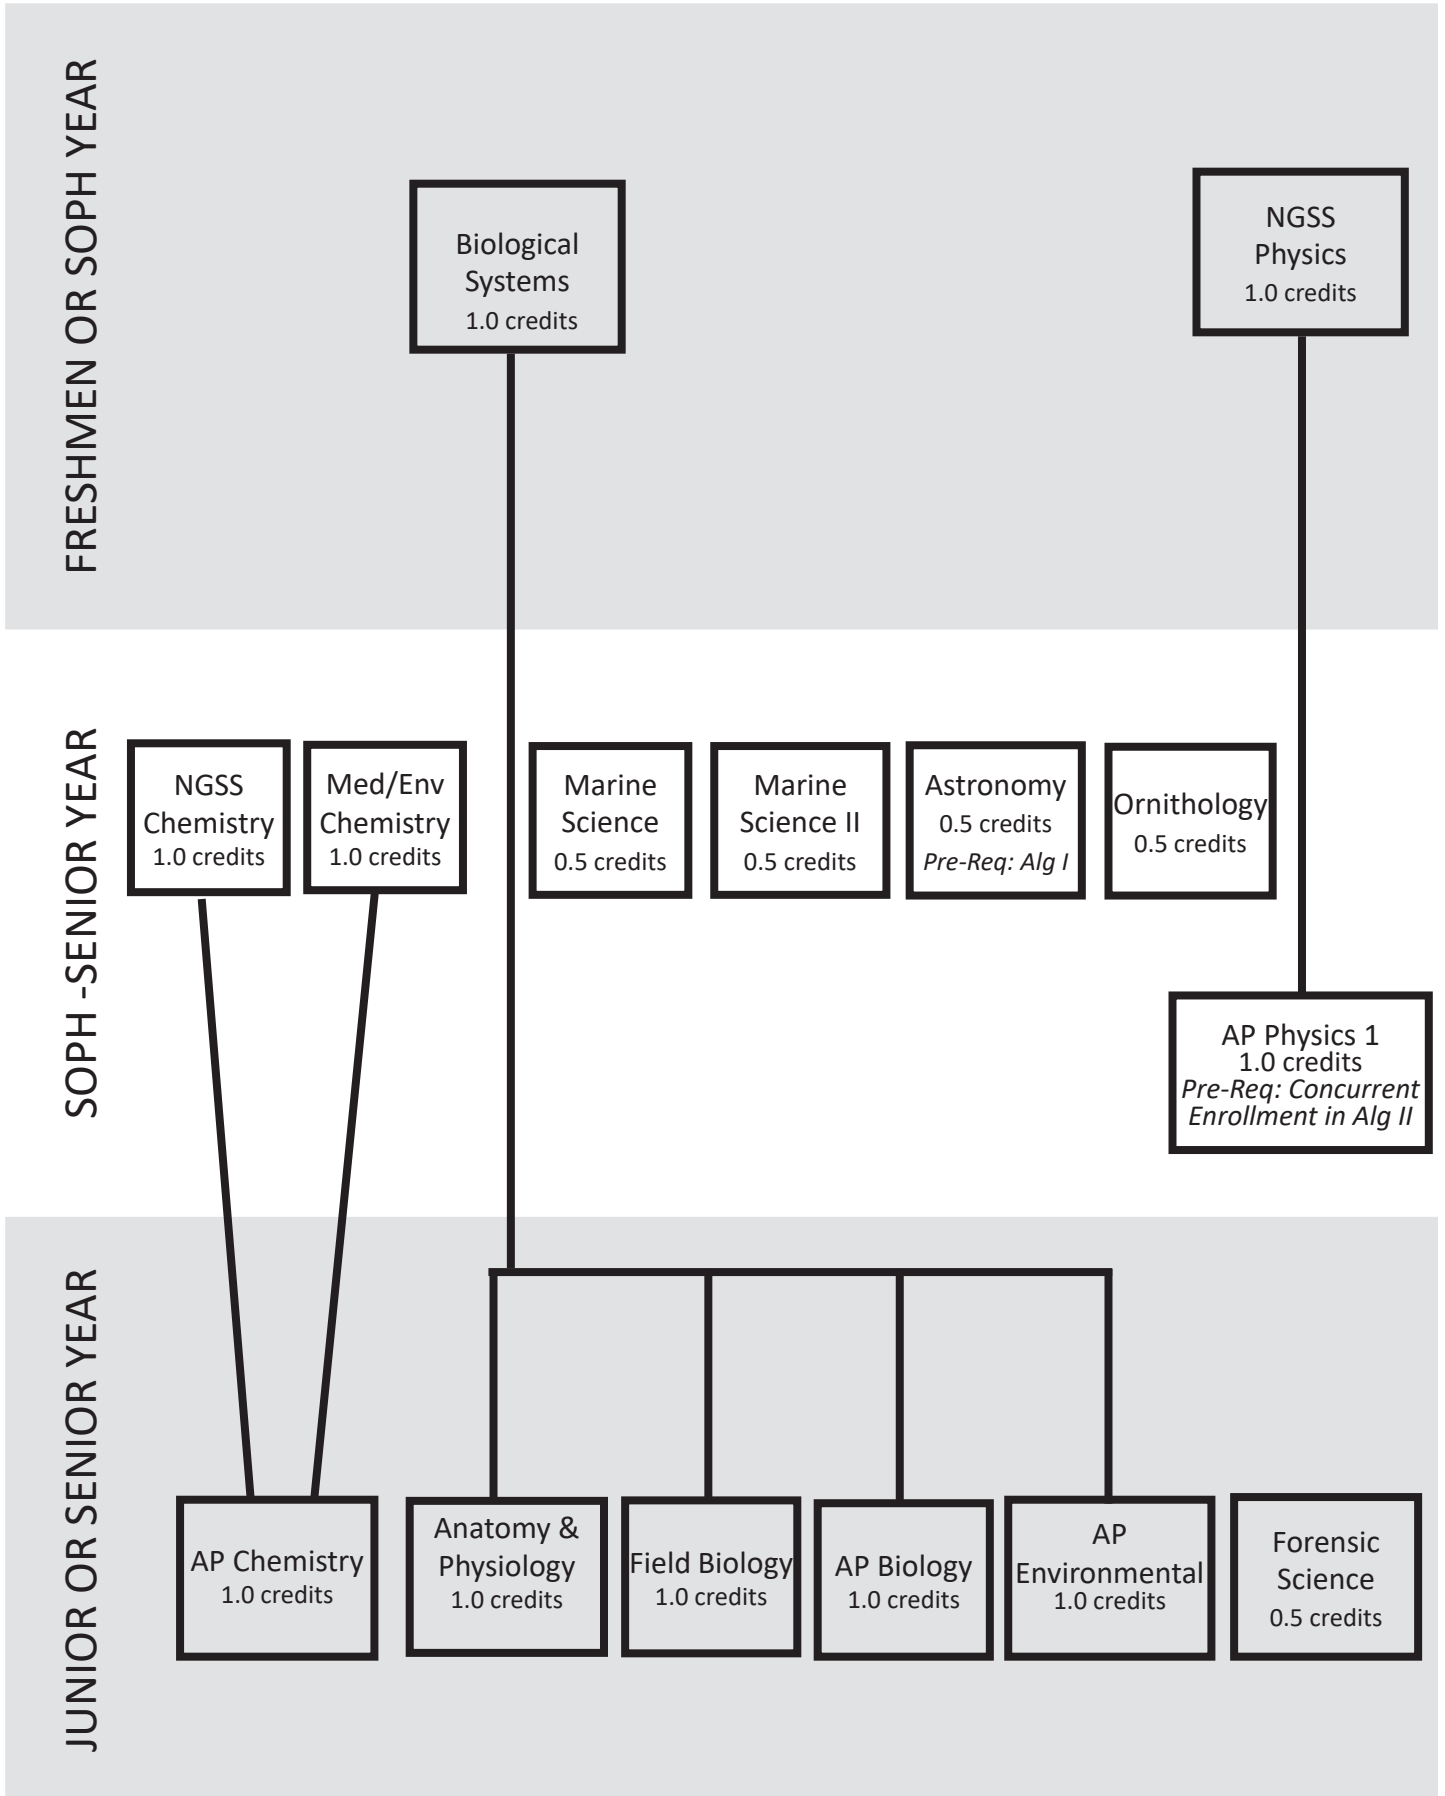 FRESHMEN OR SOPH YEAR
Biological
Systems
1.0 credits
NGSS
Physics
1.0 credits
SOPH -SENIOR YEAR
NGSS
Chemistry
1.0 credits
Med/Env
Chemistry
1.0 credits
Marine
Science
0.5 credits
Marine
Science II
0.5 credits
Astronomy
0.5 credits
Pre-Req: Alg I
Ornithology
0.5 credits
AP Physics 1
1.0 credits
Pre-Req: Concurrent
Enrollment in Alg II
JUNIOR OR SENIOR YEAR
AP Chemistry
1.0 credits
Anatomy &
Physiology
1.0 credits
Field Biology
1.0 credits
AP Biology
1.0 credits
AP
Environmental
1.0 credits
Forensic
Science
0.5 credits